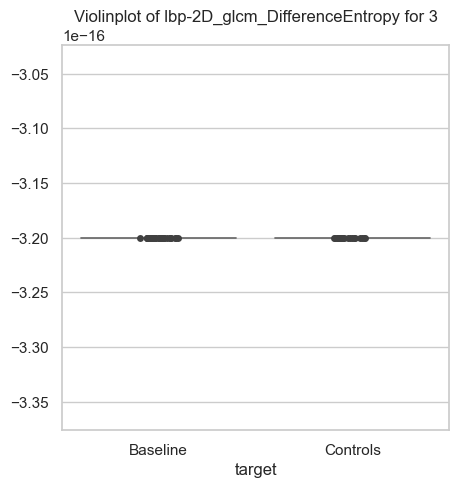 Violinplot of lbp-2D_glcm_DifferenceEntropy for 3
1e−16
−3.05
−3.10
−3.15
−3.20
−3.25
−3.30
−3.35
Baseline Controls
target